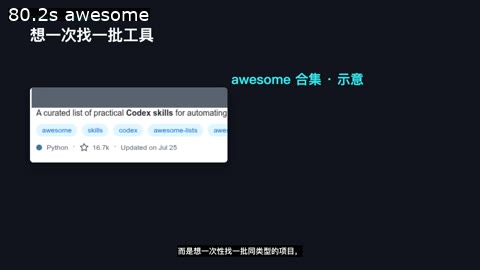 80.2s awesome
想一次找一批工具
awesome 合集 · 示意
A curated list of practical Codex skills for automating
awesome skills codex awesome-lists awe
Python · 16.7k · Updated on Jul 25
而是想一次性找一批同类型的项目,